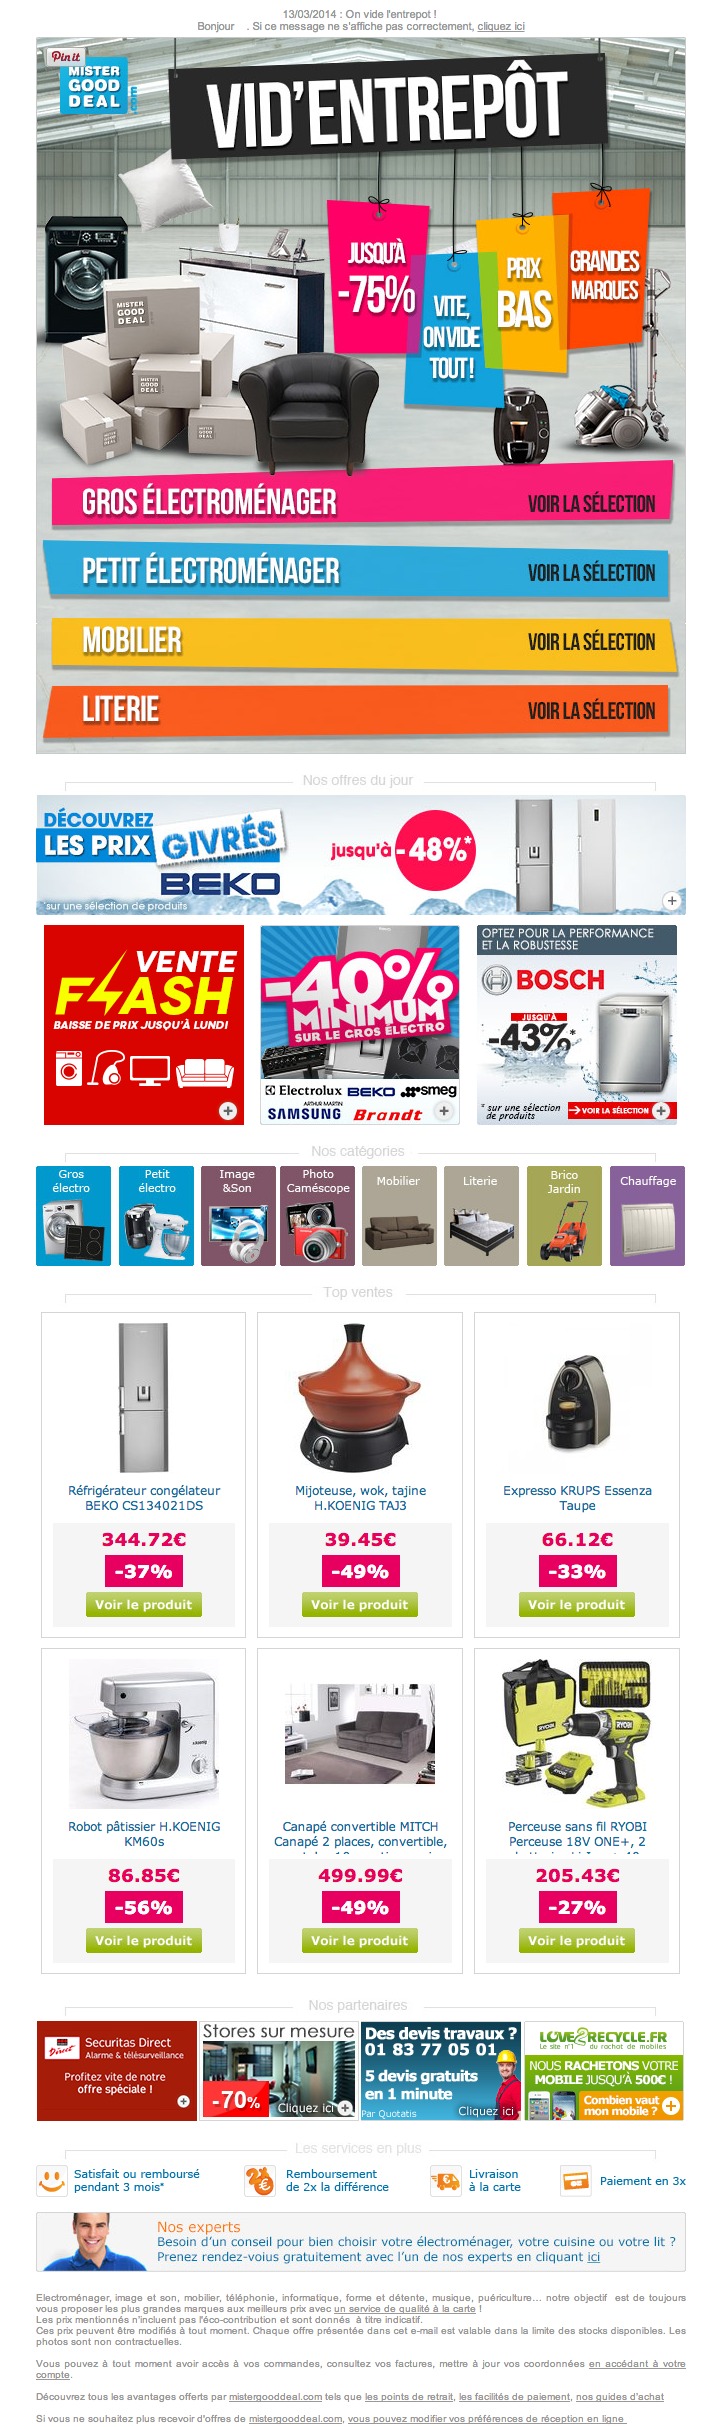 13/03/2014 : On vide l'entrepot !
Bonjour . Si ce message ne s'affiche pas correctement, cliquez ici
Pin it
MISTER
GOOD
DEAL
.com
VID'ENTREPÔT
JUSQU'À
-75%
VITE,
ON VIDE
TOUT !
PRIX
BAS
GRANDES
MARQUES
MISTER
GOOD
DEAL
MISTER
GOOD
DEAL
MISTER
GOOD
DEAL
GROS ÉLECTROMÉNAGER VOIR LA SÉLECTION
PETIT ÉLECTROMÉNAGER VOIR LA SÉLECTION
MOBILIER VOIR LA SÉLECTION
LITERIE VOIR LA SÉLECTION
Nos offres du jour
DÉCOUVREZ
LES PRIX GIVRÉS
BEKO
jusqu'à -48%*
*sur une sélection de produits
VENTE
FLASH
BAISSE DE PRIX JUSQU'À LUNDI
-40%
MINIMUM
SUR LE GROS ÉLECTRO
Electrolux BEKO smeg
ARTHUR MARTIN
SAMSUNG Brandt
OPTEZ POUR LA PERFORMANCE
ET LA ROBUSTESSE
BOSCH
JUSQU'À
-43%*
* sur une sélection
de produits
VOIR LA SÉLECTION
Nos catégories
Gros
électro
Petit
électro
Image
&Son
Photo
Caméscope
Mobilier
Literie
Brico
Jardin
Chauffage
Top ventes
Réfrigérateur congélateur
BEKO CS134021DS
344.72€
-37%
Voir le produit
Mijoteuse, wok, tajine
H.KOENIG TAJ3
39.45€
-49%
Voir le produit
Expresso KRUPS Essenza
Taupe
66.12€
-33%
Voir le produit
Robot pâtissier H.KOENIG
KM60s
86.85€
-56%
Voir le produit
Canapé convertible MITCH
Canapé 2 places, convertible,
499.99€
-49%
Voir le produit
RYOBI
RYOBI
Perceuse sans fil RYOBI
Perceuse 18V ONE+, 2
205.43€
-27%
Voir le produit
Nos partenaires
Direct
Securitas Direct
Alarme & télésurveillance
Profitez vite de notre
offre spéciale !
Stores sur mesure
-70%
Cliquez ici
Des devis travaux ?
01 83 77 05 01
5 devis gratuits
en 1 minute
Par Quotatis
Cliquez ici
LOVE2RECYCLE.FR
Le site n°1 du rachat de mobiles
NOUS RACHETONS VOTRE
MOBILE JUSQU'À 500€ !
Combien vaut
mon mobile ?
Les services en plus
Satisfait ou remboursé
pendant 3 mois*
Remboursement
de 2x la différence
Livraison
à la carte
Paiement en 3x
Nos experts
Besoin d'un conseil pour bien choisir votre électroménager, votre cuisine ou votre lit ?
Prenez rendez-voius gratuitement avec l'un de nos experts en cliquant ici
Electroménager, image et son, mobilier, téléphonie, informatique, forme et détente, musique, puériculture... notre objectif est de toujours
vous proposer les plus grandes marques aux meilleurs prix avec un service de qualité à la carte !
Les prix mentionnés n'incluent pas l'éco-contribution et sont donnés à titre indicatif.
Ces prix peuvent être modifiés à tout moment. Chaque offre présentée dans cet e-mail est valable dans la limite des stocks disponibles. Les
photos sont non contractuelles.
Vous pouvez à tout moment avoir accès à vos commandes, consultez vos factures, mettre à jour vos coordonnées en accédant à votre
compte.
Découvrez tous les avantages offerts par mistergooddeal.com tels que les points de retrait, les facilités de paiement, nos guides d'achat
Si vous ne souhaitez plus recevoir d'offres de mistergooddeal.com, vous pouvez modifier vos préférences de réception en ligne